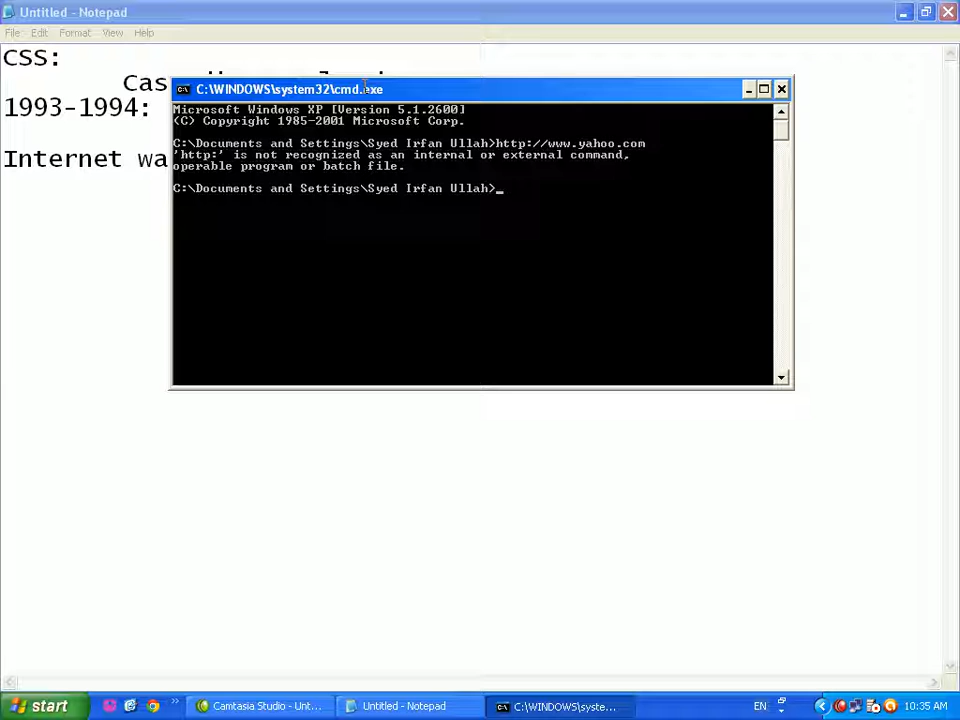 Untitled - Notepad
File Edit Format View Help
CSS:
Cas
1993-1994:
Internet wa
C:\WINDOWS\system32\cmd.exe
Microsoft Windows XP [Version 5.1.2600]
(C) Copyright 1985-2001 Microsoft Corp.
C:\Documents and Settings\Syed Irfan Ullah>http://www.yahoo.com
'http:' is not recognized as an internal or external command,
operable program or batch file.
C:\Documents and Settings\Syed Irfan Ullah>_
start
Camtasia Studio - Unt...
Untitled - Notepad
C:\WINDOWS\syste...
EN
10:35 AM